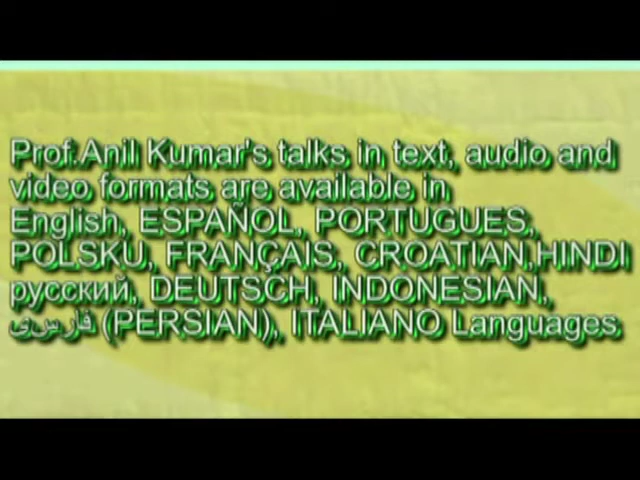 Prof.Anil Kumar's talks in text, audio and
video formats are available in
English, ESPAÑOL, PORTUGUES,
POLSKU, FRANÇAIS, CROATIAN,HINDI
русский, DEUTSCH, INDONESIAN,
فارسی (PERSIAN), ITALIANO Languages